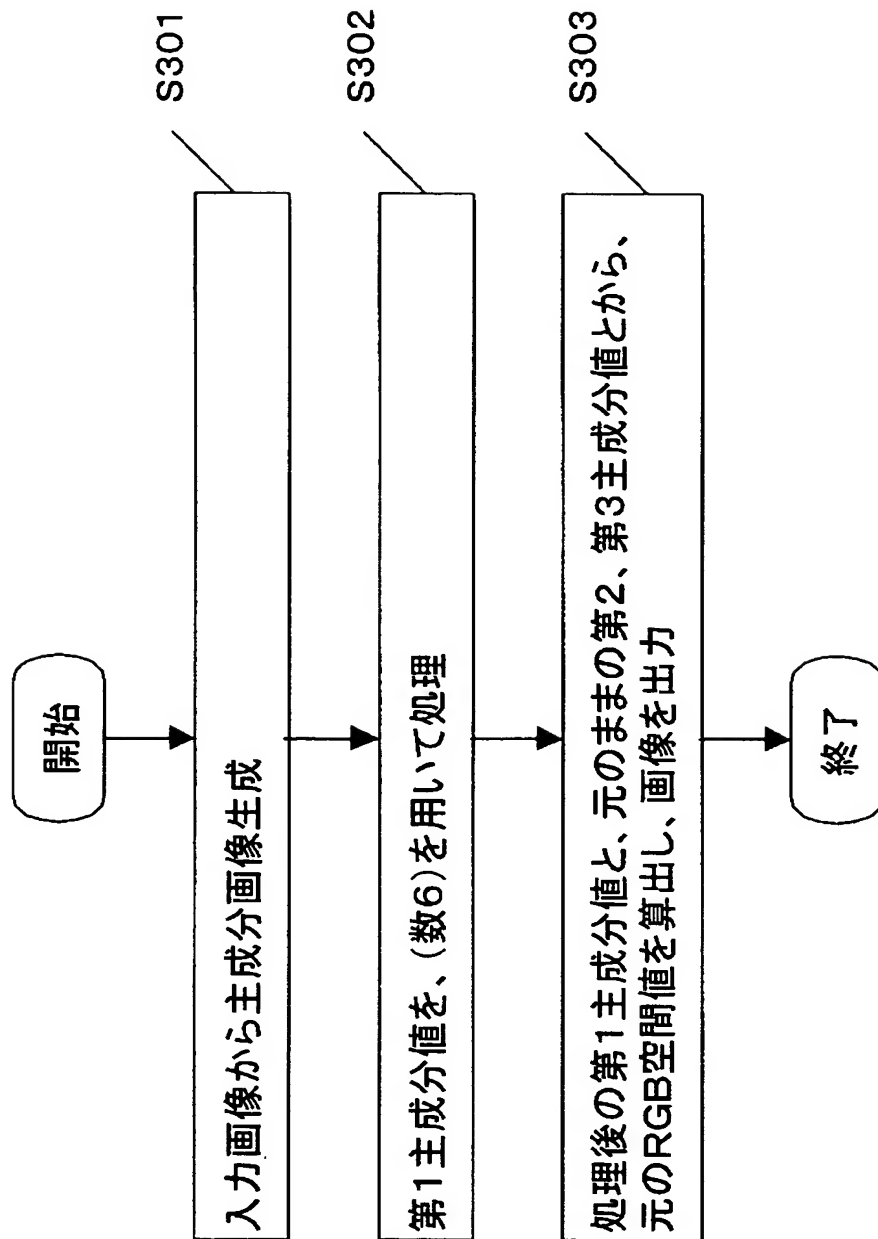 開始
S301
入力画像から主成分画像生成
S302
第1主成分値を、(数6)を用いて処理
S303
処理後の第1主成分値と、元のままの第2、第3主成分値とから、
元のRGB空間値を算出し、画像を出力
終了